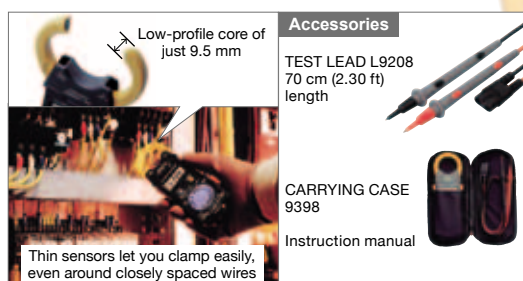 Low-profile core of
just 9.5 mm
Thin sensors let you clamp easily,
even around closely spaced wires
Accessories
TEST LEAD L9208
70 cm (2.30 ft)
length
CARRYING CASE
9398
Instruction manual